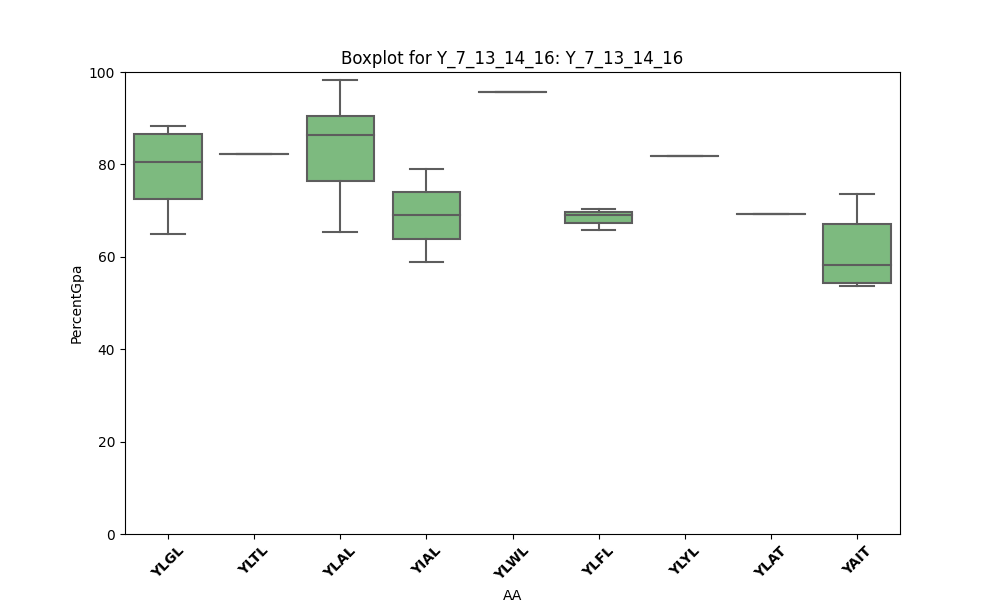 Boxplot for Y_7_13_14_16: Y_7_13_14_16
100
80
60
40
20
0
PercentGpa
YLGL
YLTL
YLAL
YIAL
YLWL
YLFL
YLYL
YLAT
YAIT
AA